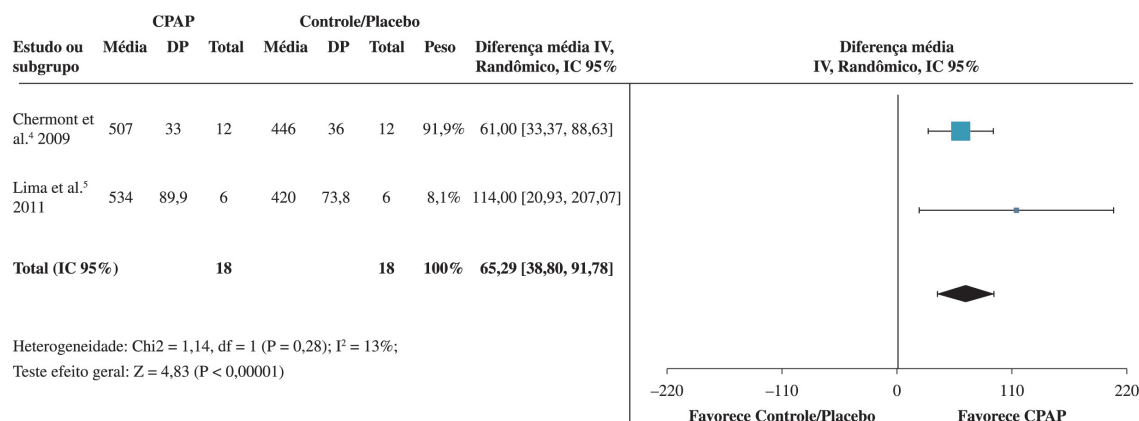 CPAP Controle/Placebo
Estudo ou Média DP Total Média DP Total Peso Diferença média IV, Diferença média
subgrupo Randômico, IC 95% IV, Randômico, IC 95%
Chermont et
al.⁴ 2009 507 33 12 446 36 12 91,9% 61,00 [33,37, 88,63]
Lima et al.⁵
2011 534 89,9 6 420 73,8 6 8,1% 114,00 [20,93, 207,07]
Total (IC 95%) 18 18 100% 65,29 [38,80, 91,78]
Heterogeneidade: Chi2 = 1,14, df = 1 (P = 0,28); I² = 13%;
Teste efeito geral: Z = 4,83 (P < 0,00001)
–220 –110 0 110 220
Favorece Controle/Placebo Favorece CPAP